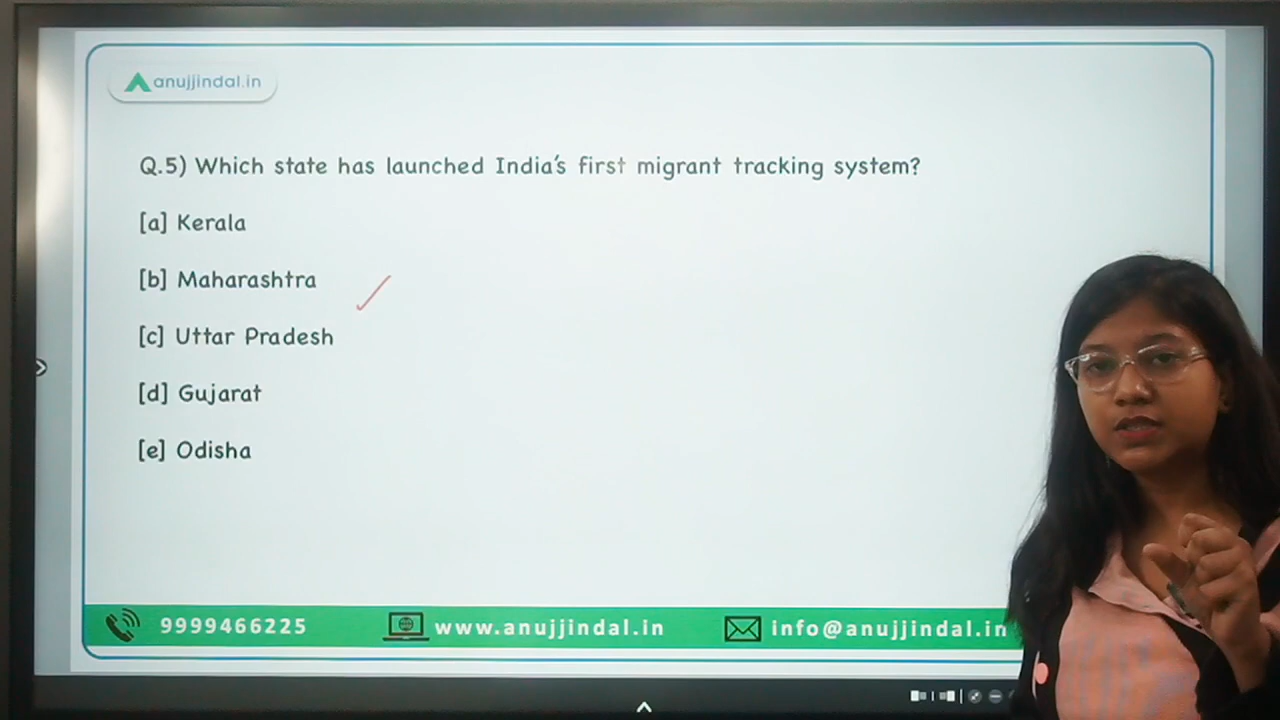 anujjindal.in
Q.5) Which state has launched India's first migrant tracking system?
[a] Kerala
[b] Maharashtra
[c] Uttar Pradesh
[d] Gujarat
[e] Odisha
9999466225 www.anujjindal.in info@anujjindal.in